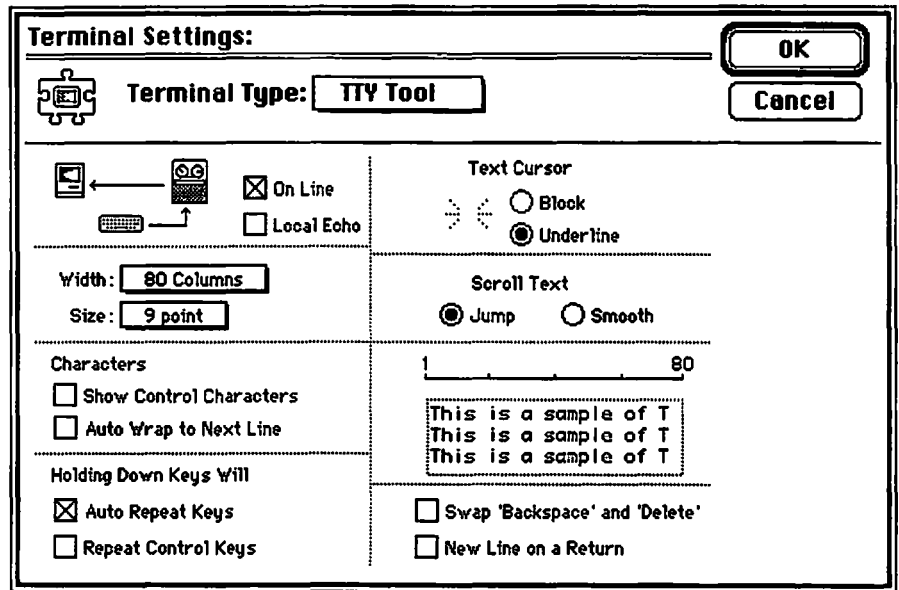 Terminal Settings:
OK
Terminal Type: TTY Tool
Cancel
On Line
Local Echo
Width: 80 Columns
Size: 9 point
Characters
Show Control Characters
Auto Wrap to Next Line
Holding Down Keys Will
Auto Repeat Keys
Repeat Control Keys
Text Cursor
Block
Underline
Scroll Text
Jump Smooth
1 80
This is a sample of T
This is a sample of T
This is a sample of T
Swap 'Backspace' and 'Delete'
New Line on a Return